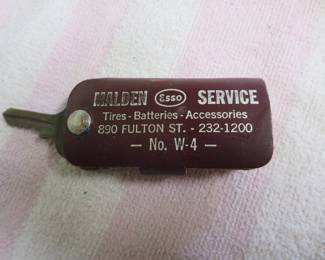 MALDEN Esso SERVICE
Tires - Batteries - Accessories
890 FULTON ST. - 232-1200
— No. W-4 —